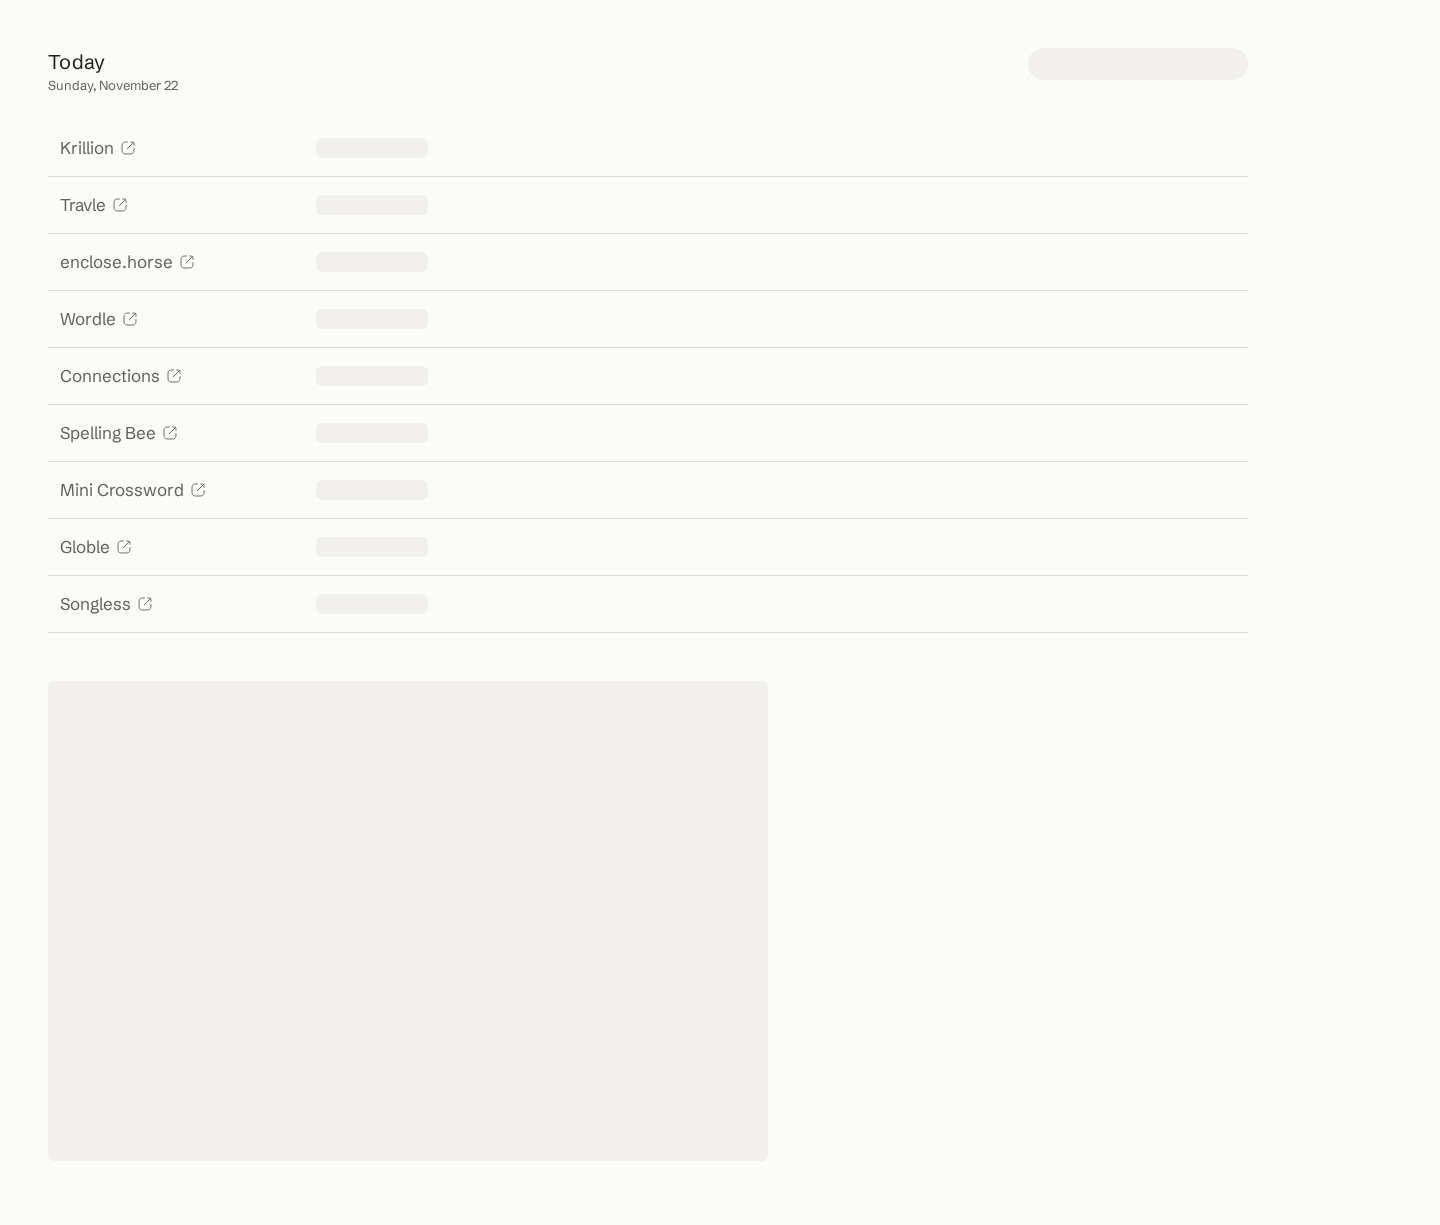 Today
Sunday, November 22
Krillion
Travle
enclose.horse
Wordle
Connections
Spelling Bee
Mini Crossword
Globle
Songless